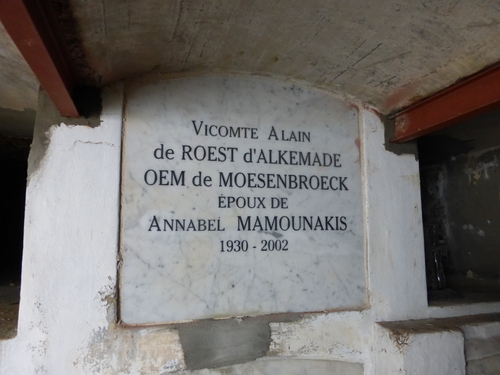 VICOMTE ALAIN
de ROEST d'ALKEMADE
OEM de MOESENBROECK
ÉPOUX DE
ANNABEL MAMOUNAKIS
1930 - 2002